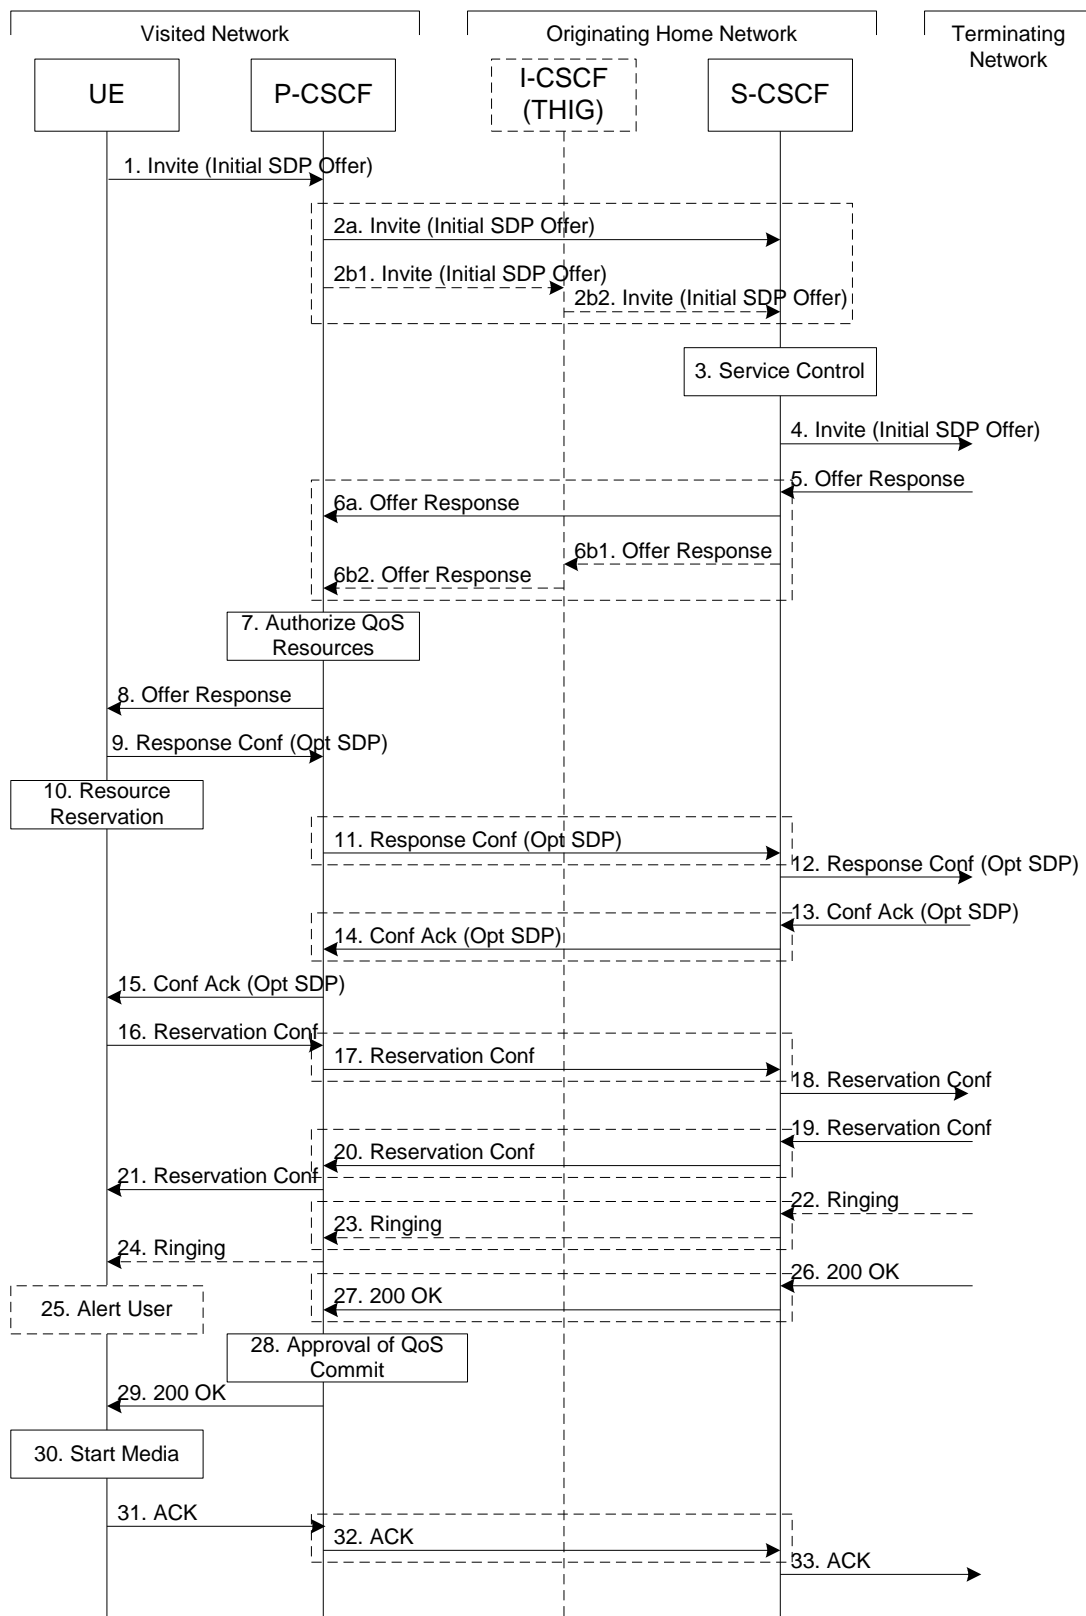 Visited Network
Originating Home Network
Terminating
Network
UE
P-CSCF
I-CSCF
(THIG)
S-CSCF
1. Invite (Initial SDP Offer)
2a. Invite (Initial SDP Offer)
2b1. Invite (Initial SDP Offer)
2b2. Invite (Initial SDP Offer)
3. Service Control
4. Invite (Initial SDP Offer)
5. Offer Response
6a. Offer Response
6b1. Offer Response
6b2. Offer Response
7. Authorize QoS
Resources
8. Offer Response
9. Response Conf (Opt SDP)
10. Resource
Reservation
11. Response Conf (Opt SDP)
12. Response Conf (Opt SDP)
13. Conf Ack (Opt SDP)
14. Conf Ack (Opt SDP)
15. Conf Ack (Opt SDP)
16. Reservation Conf
17. Reservation Conf
18. Reservation Conf
19. Reservation Conf
20. Reservation Conf
21. Reservation Conf
22. Ringing
23. Ringing
24. Ringing
25. Alert User
26. 200 OK
27. 200 OK
28. Approval of QoS
Commit
29. 200 OK
30. Start Media
31. ACK
32. ACK
33. ACK